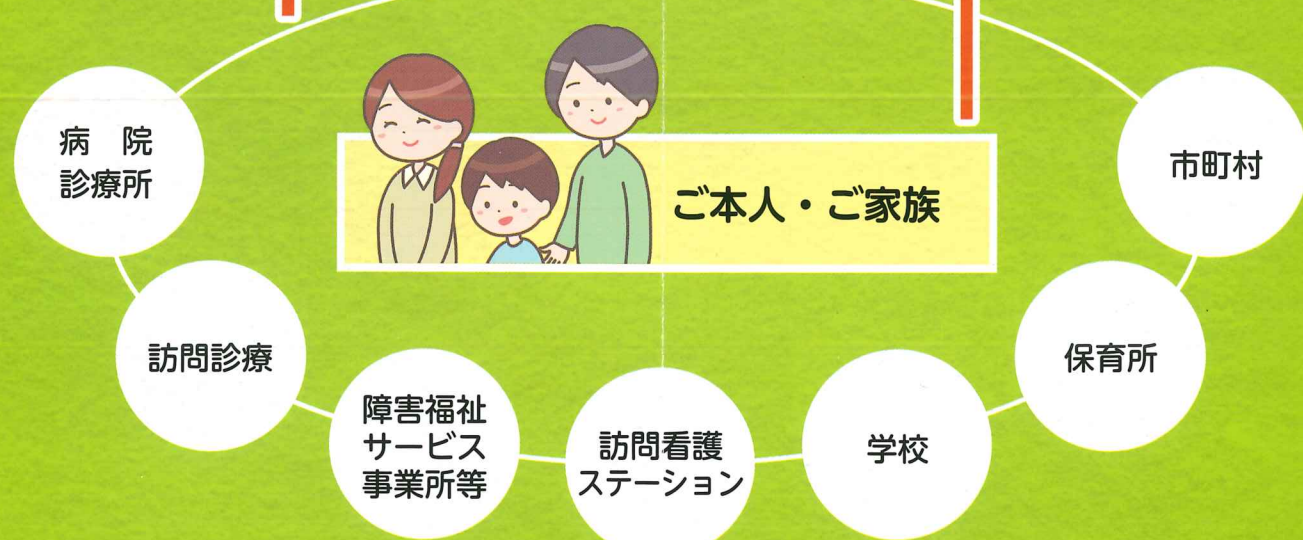 病　院
診療所
ご本人・ご家族
市町村
訪問診療
保育所
障害福祉
サービス
事業所等
訪問看護
ステーション
学校